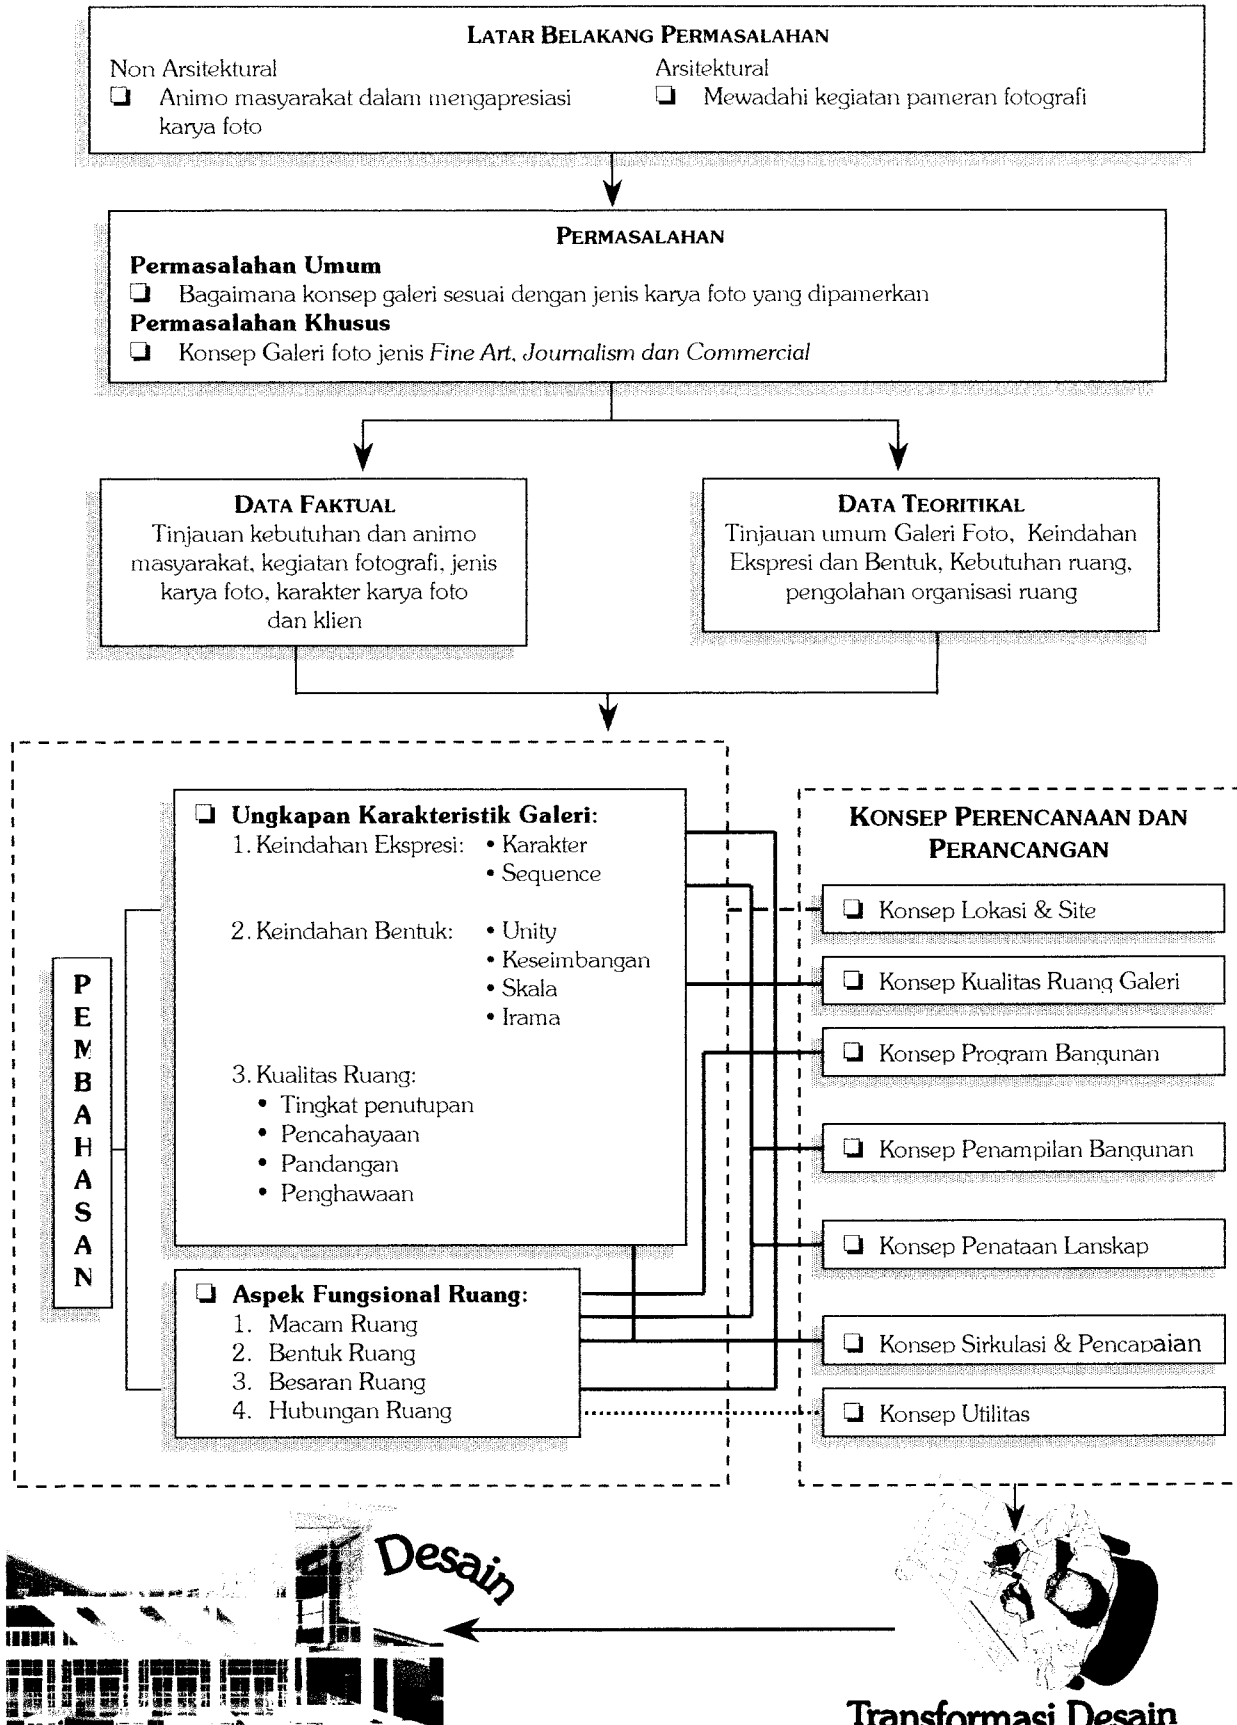 LATAR BELAKANG PERMASALAHAN
Non Arsitektural
❑ Animo masyarakat dalam mengapresiasi
karya foto
Arsitektural
❑ Mewadahi kegiatan pameran fotografi
PERMASALAHAN
Permasalahan Umum
❑ Bagaimana konsep galeri sesuai dengan jenis karya foto yang dipamerkan
Permasalahan Khusus
❑ Konsep Galeri foto jenis Fine Art, Journalism dan Commercial
DATA FAKTUAL
Tinjauan kebutuhan dan animo
masyarakat, kegiatan fotografi, jenis
karya foto, karakter karya foto
dan klien
DATA TEORITIKAL
Tinjauan umum Galeri Foto, Keindahan
Ekspresi dan Bentuk, Kebutuhan ruang,
pengolahan organisasi ruang
PEMBAHASAN
❑ Ungkapan Karakteristik Galeri:
1. Keindahan Ekspresi: • Karakter
• Sequence
2. Keindahan Bentuk: • Unity
• Keseimbangan
• Skala
• Irama
3. Kualitas Ruang:
• Tingkat penutupan
• Pencahayaan
• Pandangan
• Penghawaan
❑ Aspek Fungsional Ruang:
1. Macam Ruang
2. Bentuk Ruang
3. Besaran Ruang
4. Hubungan Ruang
KONSEP PERENCANAAN DAN
PERANCANGAN
❑ Konsep Lokasi & Site
❑ Konsep Kualitas Ruang Galeri
❑ Konsep Program Bangunan
❑ Konsep Penampilan Bangunan
❑ Konsep Penataan Lanskap
❑ Konsep Sirkulasi & Pencapaian
❑ Konsep Utilitas
Desain
Transformasi Desain